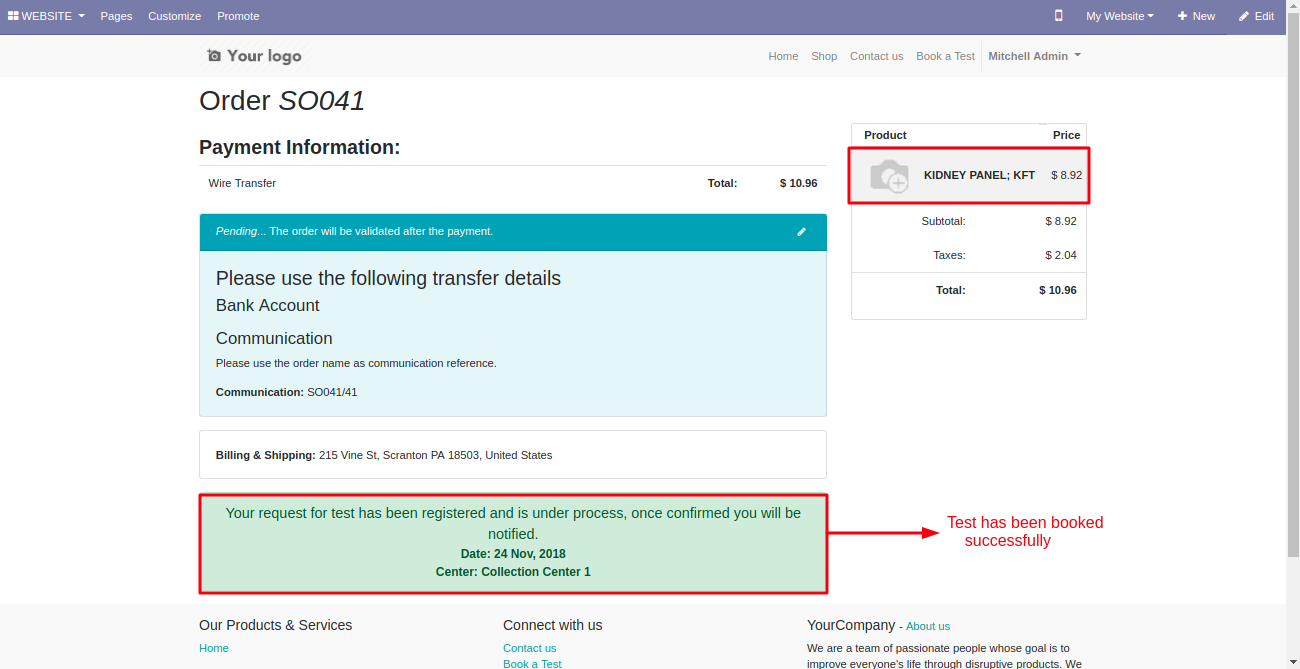 WEBSITE Pages Customize Promote My Website New Edit
Your logo Home Shop Contact us Book a Test Mitchell Admin
Order SO041
Payment Information:
Wire Transfer Total: $ 10.96
Pending... The order will be validated after the payment.
Please use the following transfer details
Bank Account
Communication
Please use the order name as communication reference.
Communication: SO041/41
Billing & Shipping: 215 Vine St, Scranton PA 18503, United States
Your request for test has been registered and is under process, once confirmed you will be
notified.
Date: 24 Nov, 2018
Center: Collection Center 1
Product Price
KIDNEY PANEL; KFT $ 8.92
Subtotal: $ 8.92
Taxes: $ 2.04
Total: $ 10.96
Test has been booked
successfully
Our Products & Services
Home
Connect with us
Contact us
Book a Test
YourCompany - About us
We are a team of passionate people whose goal is to
improve everyone's life through disruptive products. We